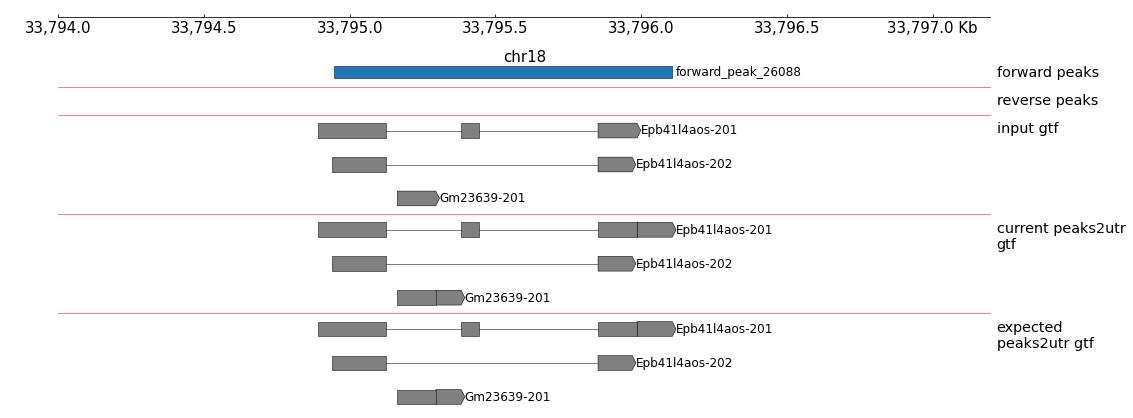 33,794.0 33,794.5 33,795.0 33,795.5 33,796.0 33,796.5 33,797.0 Kb
chr18
forward_peak_26088 forward peaks
reverse peaks
Epb41l4aos-201 input gtf
Epb41l4aos-202
Gm23639-201
Epb41l4aos-201 current peaks2utr
gtf
Epb41l4aos-202
Gm23639-201
Epb41l4aos-201 expected
peaks2utr gtf
Epb41l4aos-202
Gm23639-201